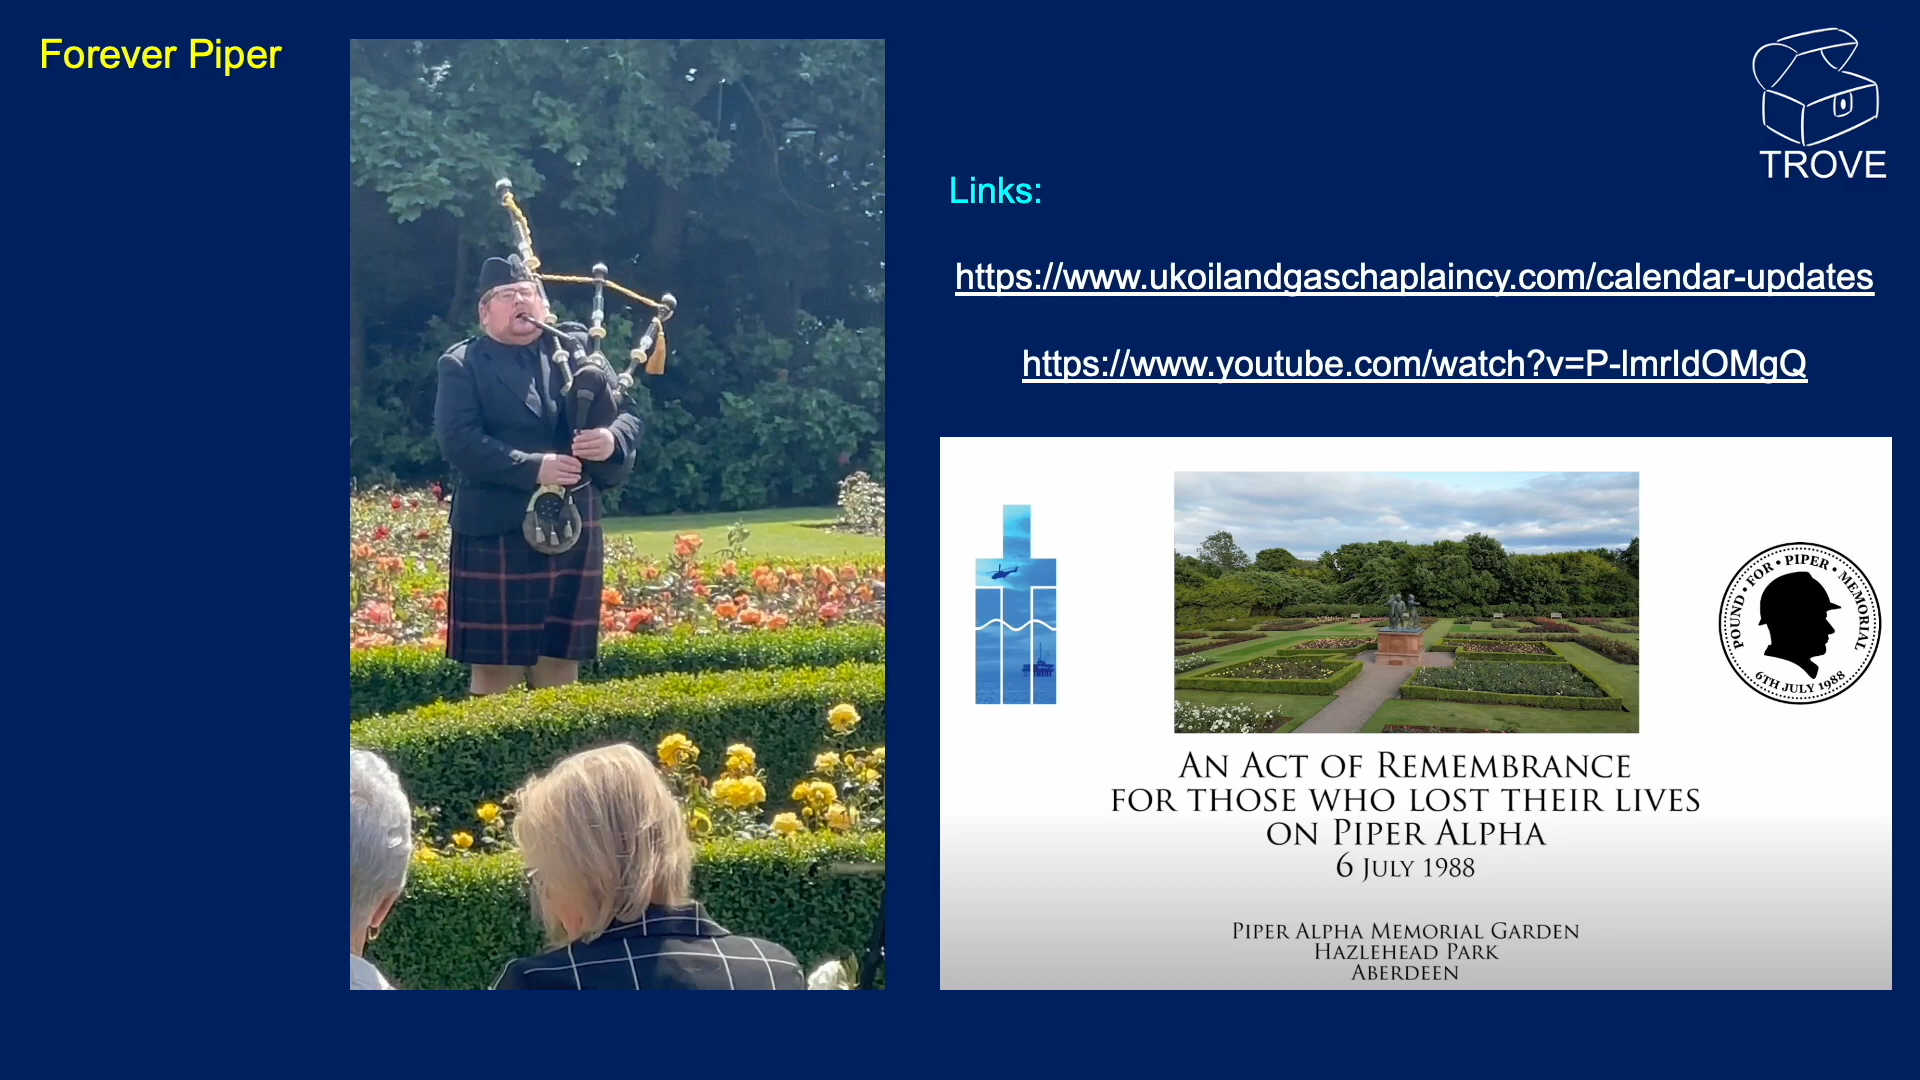 Forever Piper
TROVE
Links:
https://www.ukoilandgaschaplaincy.com/calendar-updates
https://www.youtube.com/watch?v=P-lmrIdOMgQ
POUND • FOR • PIPER • MEMORIAL
6TH JULY 1988
AN ACT OF REMEMBRANCE
FOR THOSE WHO LOST THEIR LIVES
ON PIPER ALPHA
6 JULY 1988
PIPER ALPHA MEMORIAL GARDEN
HAZLEHEAD PARK
ABERDEEN